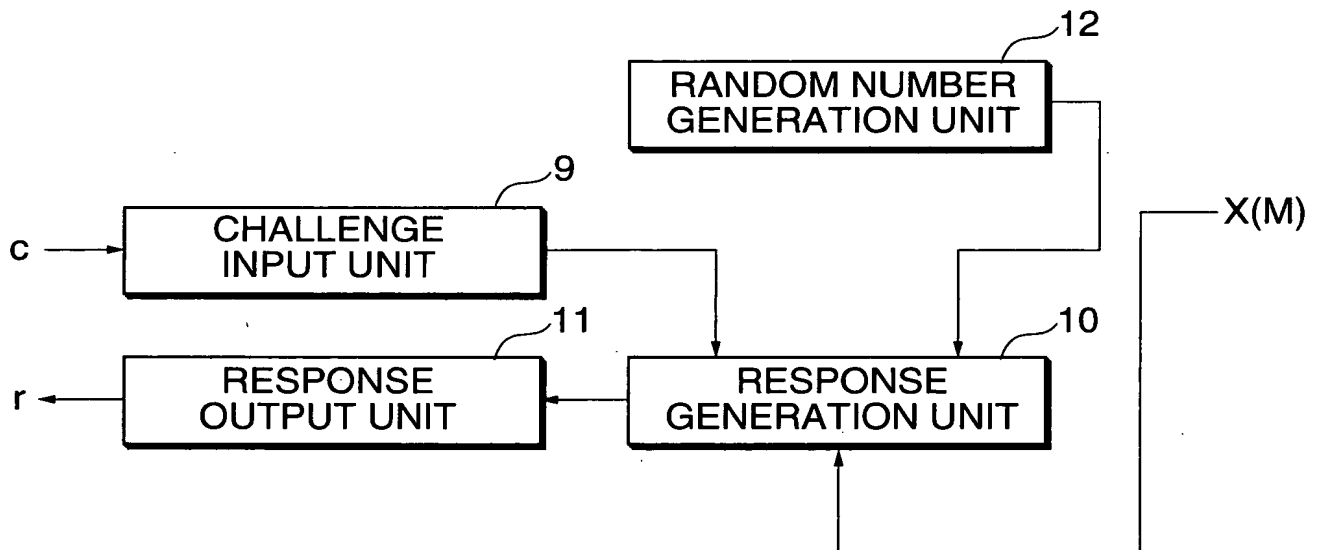 12
RANDOM NUMBER
GENERATION UNIT
9
X(M)
c
CHALLENGE
INPUT UNIT
11
10
r
RESPONSE
OUTPUT UNIT
RESPONSE
GENERATION UNIT